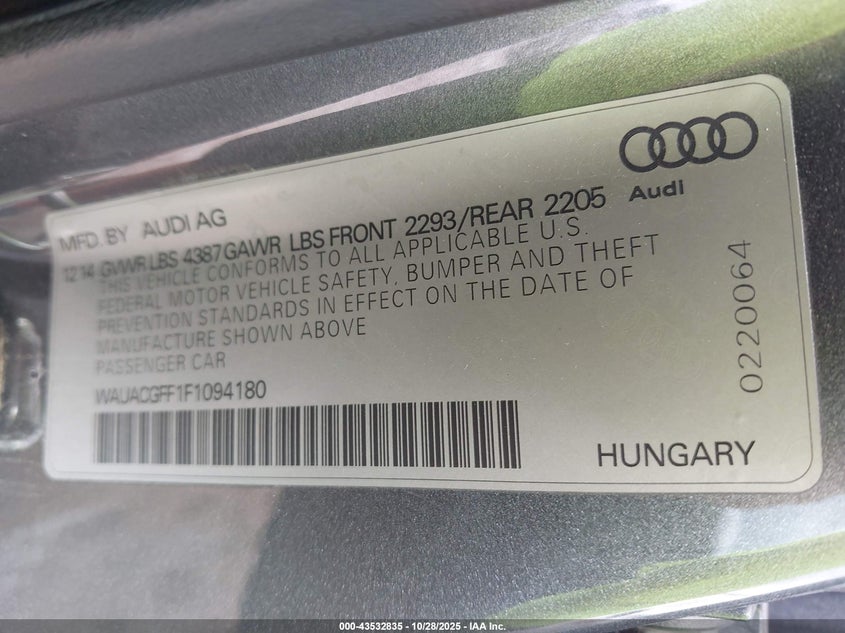 Audi
MFD. BY AUDI AG
12 14 GVWR LBS 4387 GAWR LBS FRONT 2293/REAR 2205
THIS VEHICLE CONFORMS TO ALL APPLICABLE U.S.
FEDERAL MOTOR VEHICLE SAFETY, BUMPER AND THEFT
PREVENTION STANDARDS IN EFFECT ON THE DATE OF
MANUFACTURE SHOWN ABOVE
PASSENGER CAR
WAUACGFF1F1094180
HUNGARY
0220064
000-43532835 - 10/28/2025 - IAA Inc.